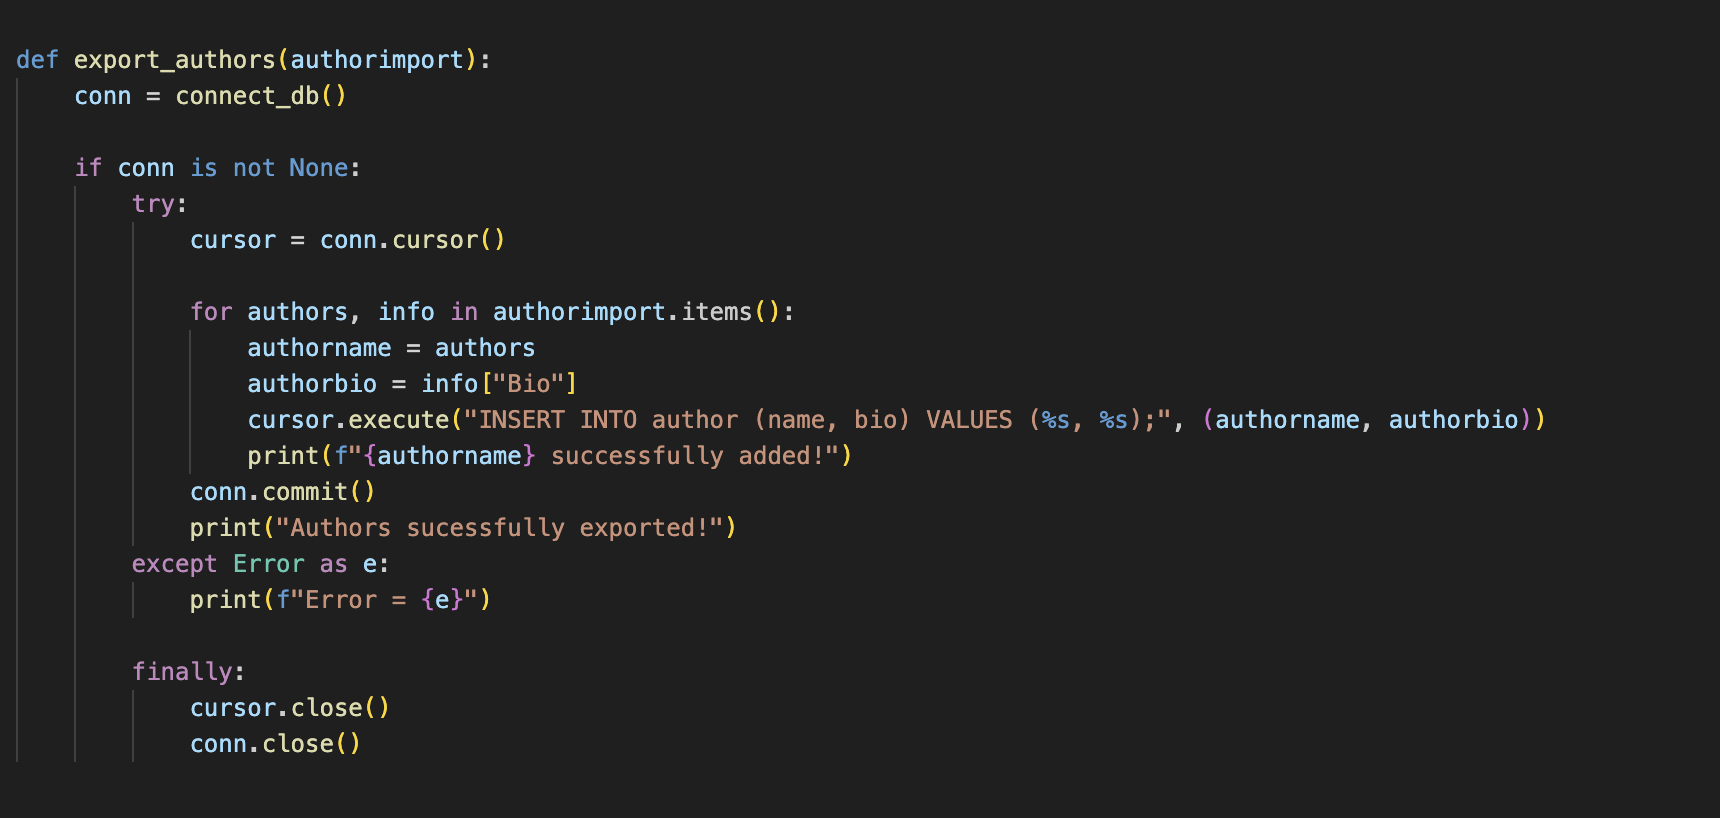 def export_authors(authorimport):
    conn = connect_db()

    if conn is not None:
        try:
            cursor = conn.cursor()

            for authors, info in authorimport.items():
                authorname = authors
                authorbio = info["Bio"]
                cursor.execute("INSERT INTO author (name, bio) VALUES (%s, %s);", (authorname, authorbio))
                print(f"{authorname} successfully added!")
            conn.commit()
            print("Authors sucessfully exported!")
        except Error as e:
            print(f"Error = {e}")

        finally:
            cursor.close()
            conn.close()